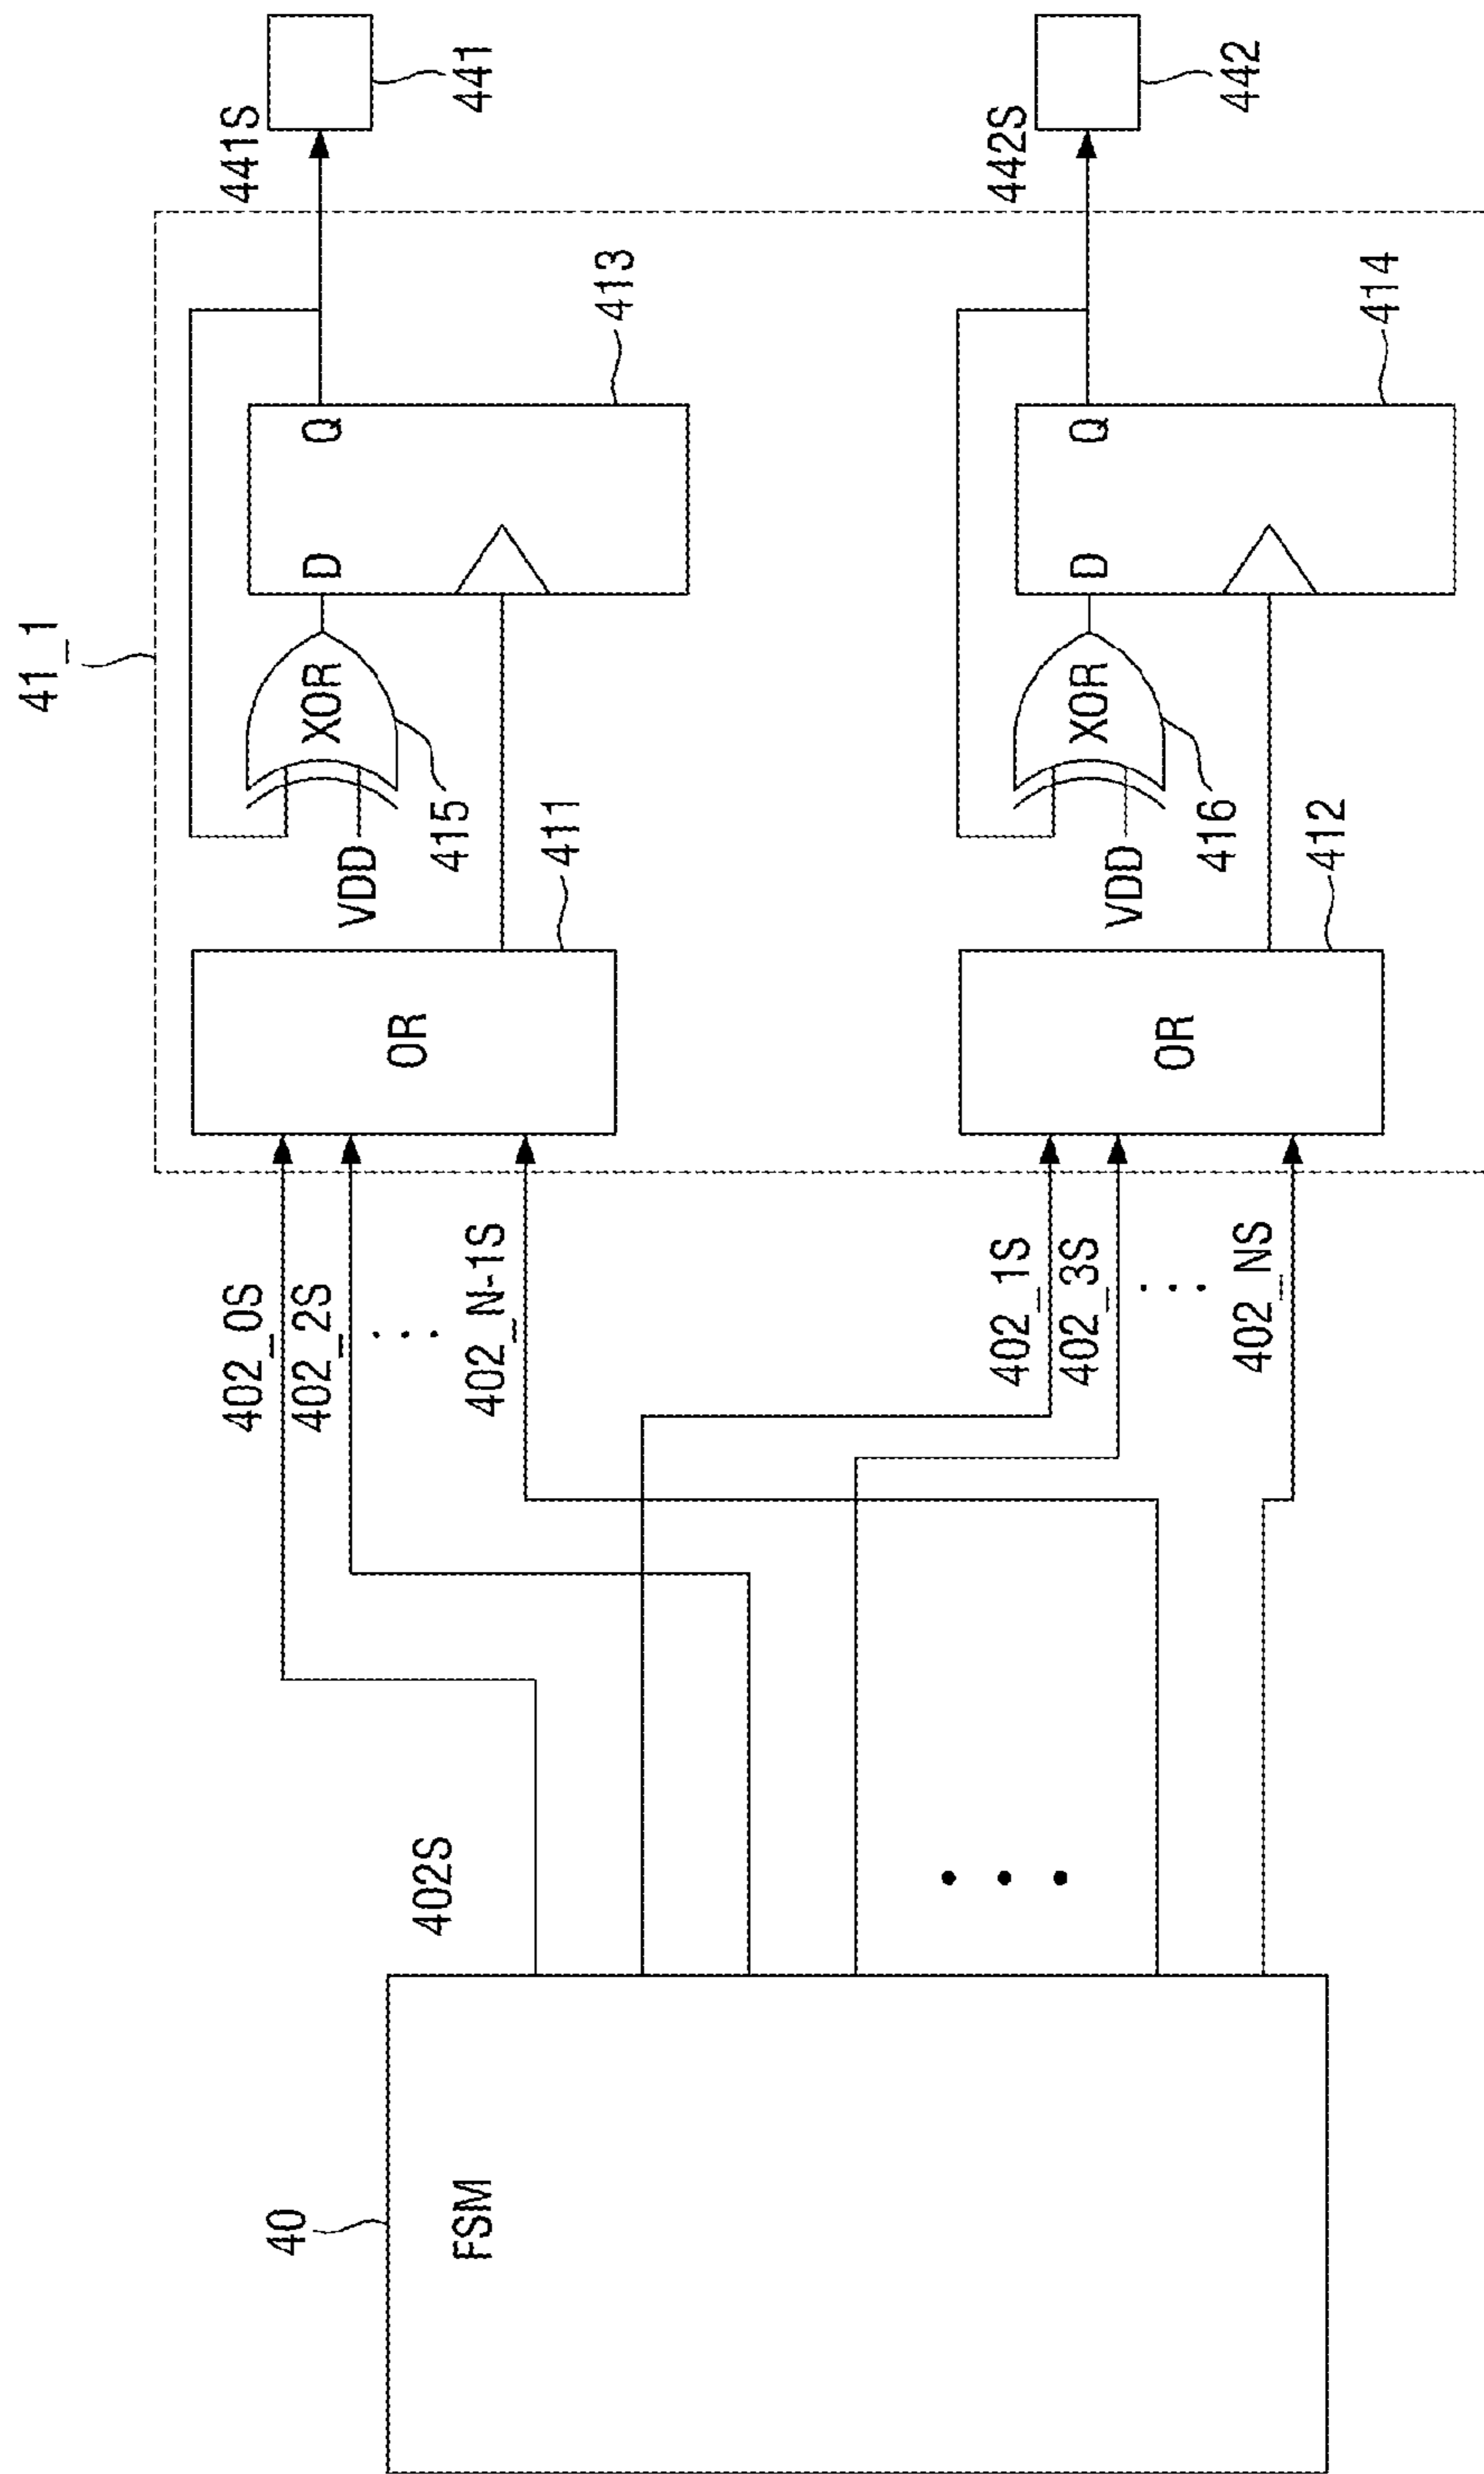 40
FSM
402S
402_0S
402_2S
...
402_N-1S
402_1S
402_3S
...
402_NS
...
41_1
OR
411
VDD
XOR
415
D
Q
413
441S
441
OR
412
VDD
XOR
416
D
Q
414
442S
442